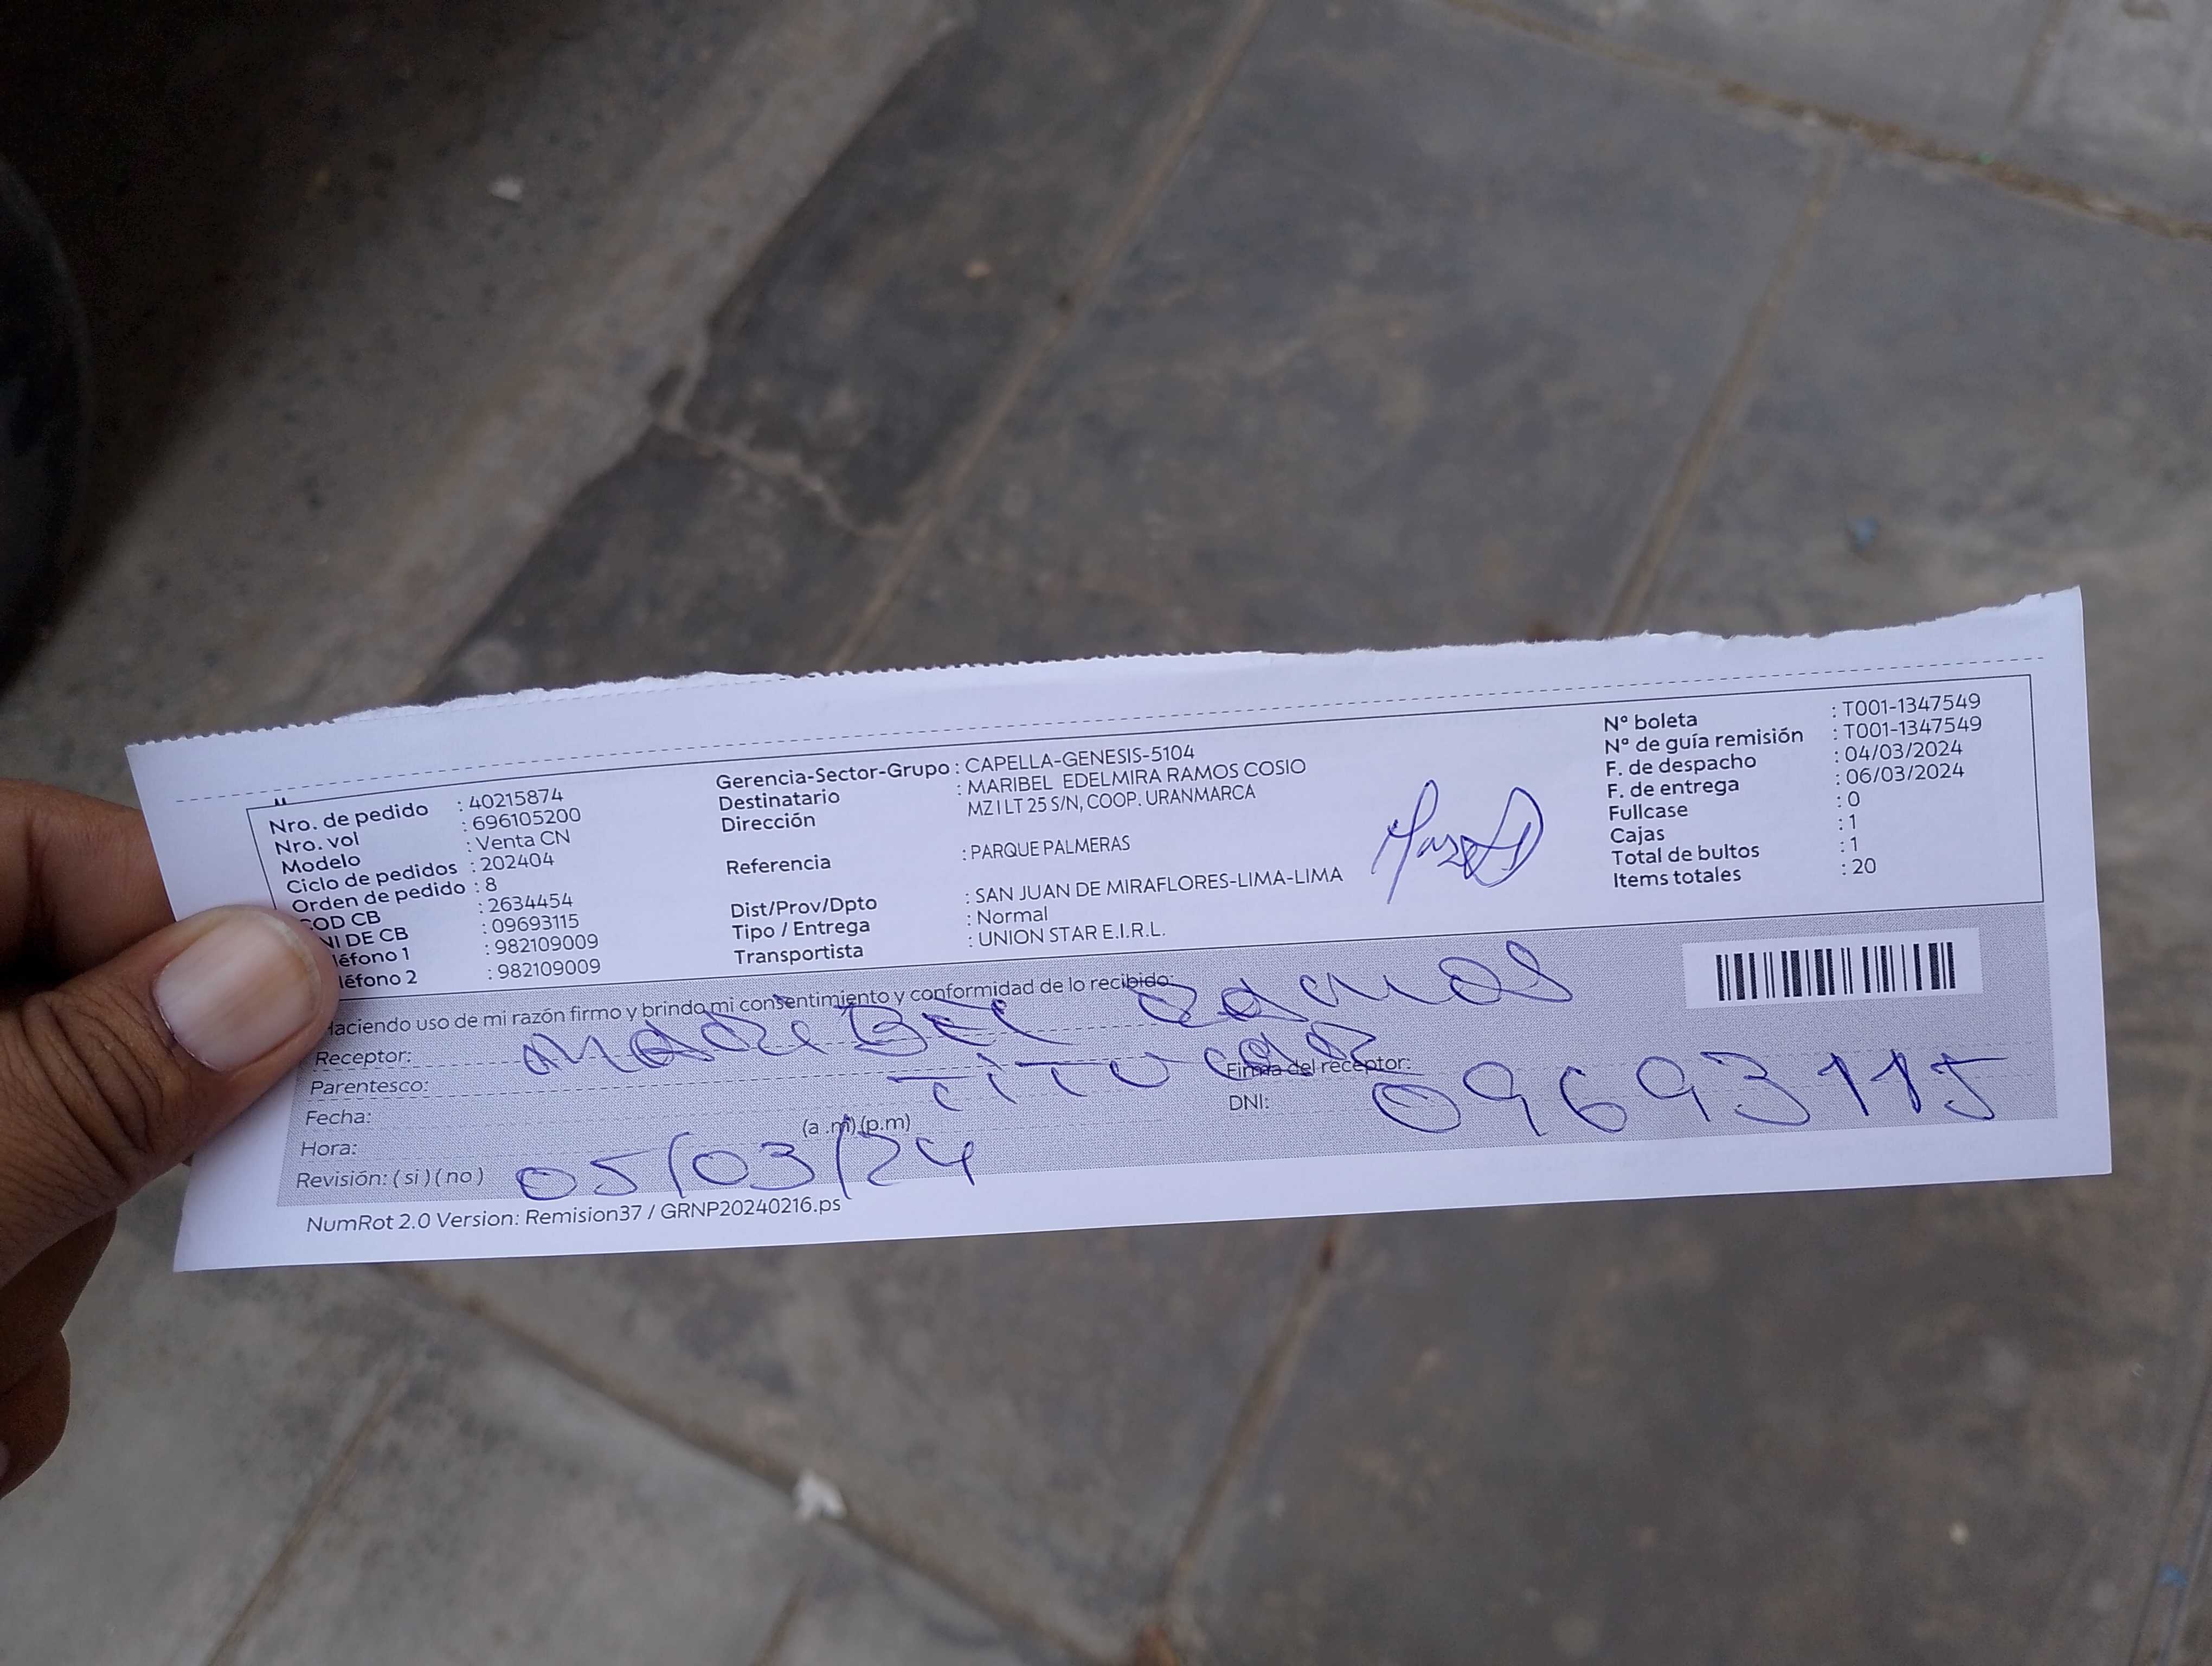 Nro. de pedido : 40215874
Nro. vol : 696105200
Modelo : Venta CN
Ciclo de pedidos : 202404
Orden de pedido : 8
COD CB : 2634454
NI DE CB : 09693115
léfono 1 : 982109009
léfono 2 : 982109009
Gerencia-Sector-Grupo : CAPELLA-GENESIS-5104
Destinatario : MARIBEL EDELMIRA RAMOS COSIO
Dirección MZ I LT 25 S/N, COOP. URANMARCA
Referencia : PARQUE PALMERAS
Dist/Prov/Dpto : SAN JUAN DE MIRAFLORES-LIMA-LIMA
Tipo / Entrega : Normal
Transportista : UNION STAR E.I.R.L.
Nº boleta : T001-1347549
Nº de guía remisión : T001-1347549
F. de despacho : 04/03/2024
F. de entrega : 06/03/2024
Fullcase : 0
Cajas : 1
Total de bultos : 1
Items totales : 20
Haciendo uso de mi razón firmo y brindo mi consentimiento y conformidad de lo recibido:
Receptor: MARIBEL RAMOS
Parentesco: TITULAR
Firma del receptor:
Fecha:
DNI: 09693115
Hora: (a .m) (p.m)
Revisión: ( si ) ( no ) 05/03/24
NumRot 2.0 Version: Remision37 / GRNP20240216.ps